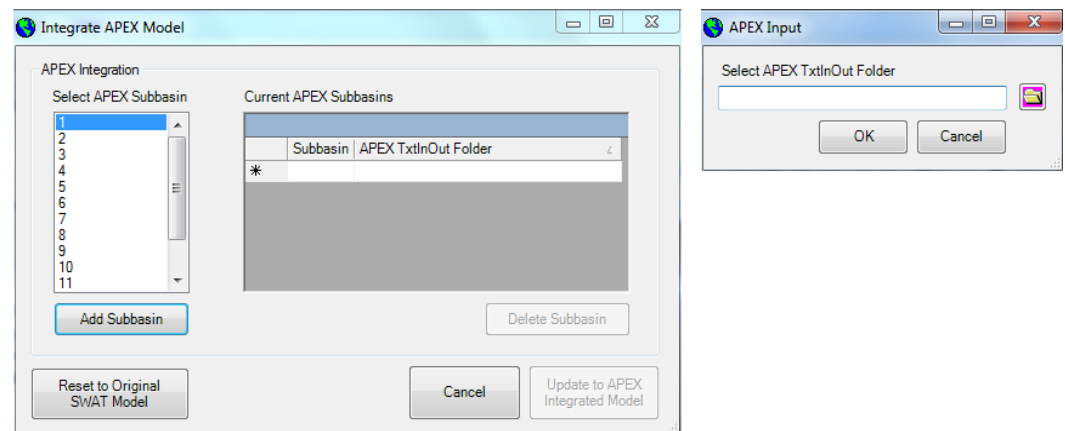 Integrate APEX Model
APEX Integration
Select APEX Subbasin
1
2
3
4
5
6
7
8
9
10
11
Add Subbasin
Current APEX Subbasins
Subbasin APEX TxtInOut Folder
*
Delete Subbasin
Reset to Original
SWAT Model
Cancel
Update to APEX
Integrated Model
APEX Input
Select APEX TxtInOut Folder
OK
Cancel